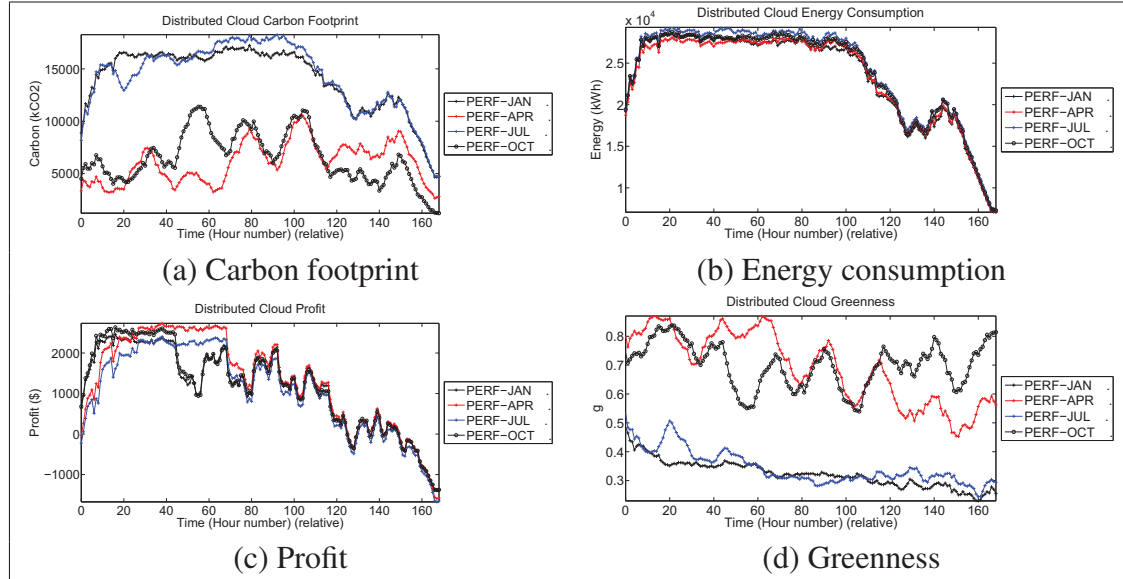 Distributed Cloud Carbon Footprint
Carbon (kCO2)
15000
10000
5000
0 20 40 60 80 100 120 140 160
Time (Hour number) (relative)
PERF-JAN
PERF-APR
PERF-JUL
PERF-OCT
(a) Carbon footprint
Distributed Cloud Energy Consumption
x 10^4
Energy (kWh)
2.5
2
1.5
1
0 20 40 60 80 100 120 140 160
Time (Hour number) (relative)
PERF-JAN
PERF-APR
PERF-JUL
PERF-OCT
(b) Energy consumption
Distributed Cloud Profit
Profit ($)
2000
1000
0
−1000
0 20 40 60 80 100 120 140 160
Time (Hour number) (relative)
PERF-JAN
PERF-APR
PERF-JUL
PERF-OCT
(c) Profit
Distributed Cloud Greenness
g
0.8
0.7
0.6
0.5
0.4
0.3
0 20 40 60 80 100 120 140 160
Time (Hour number) (relative)
PERF-JAN
PERF-APR
PERF-JUL
PERF-OCT
(d) Greenness